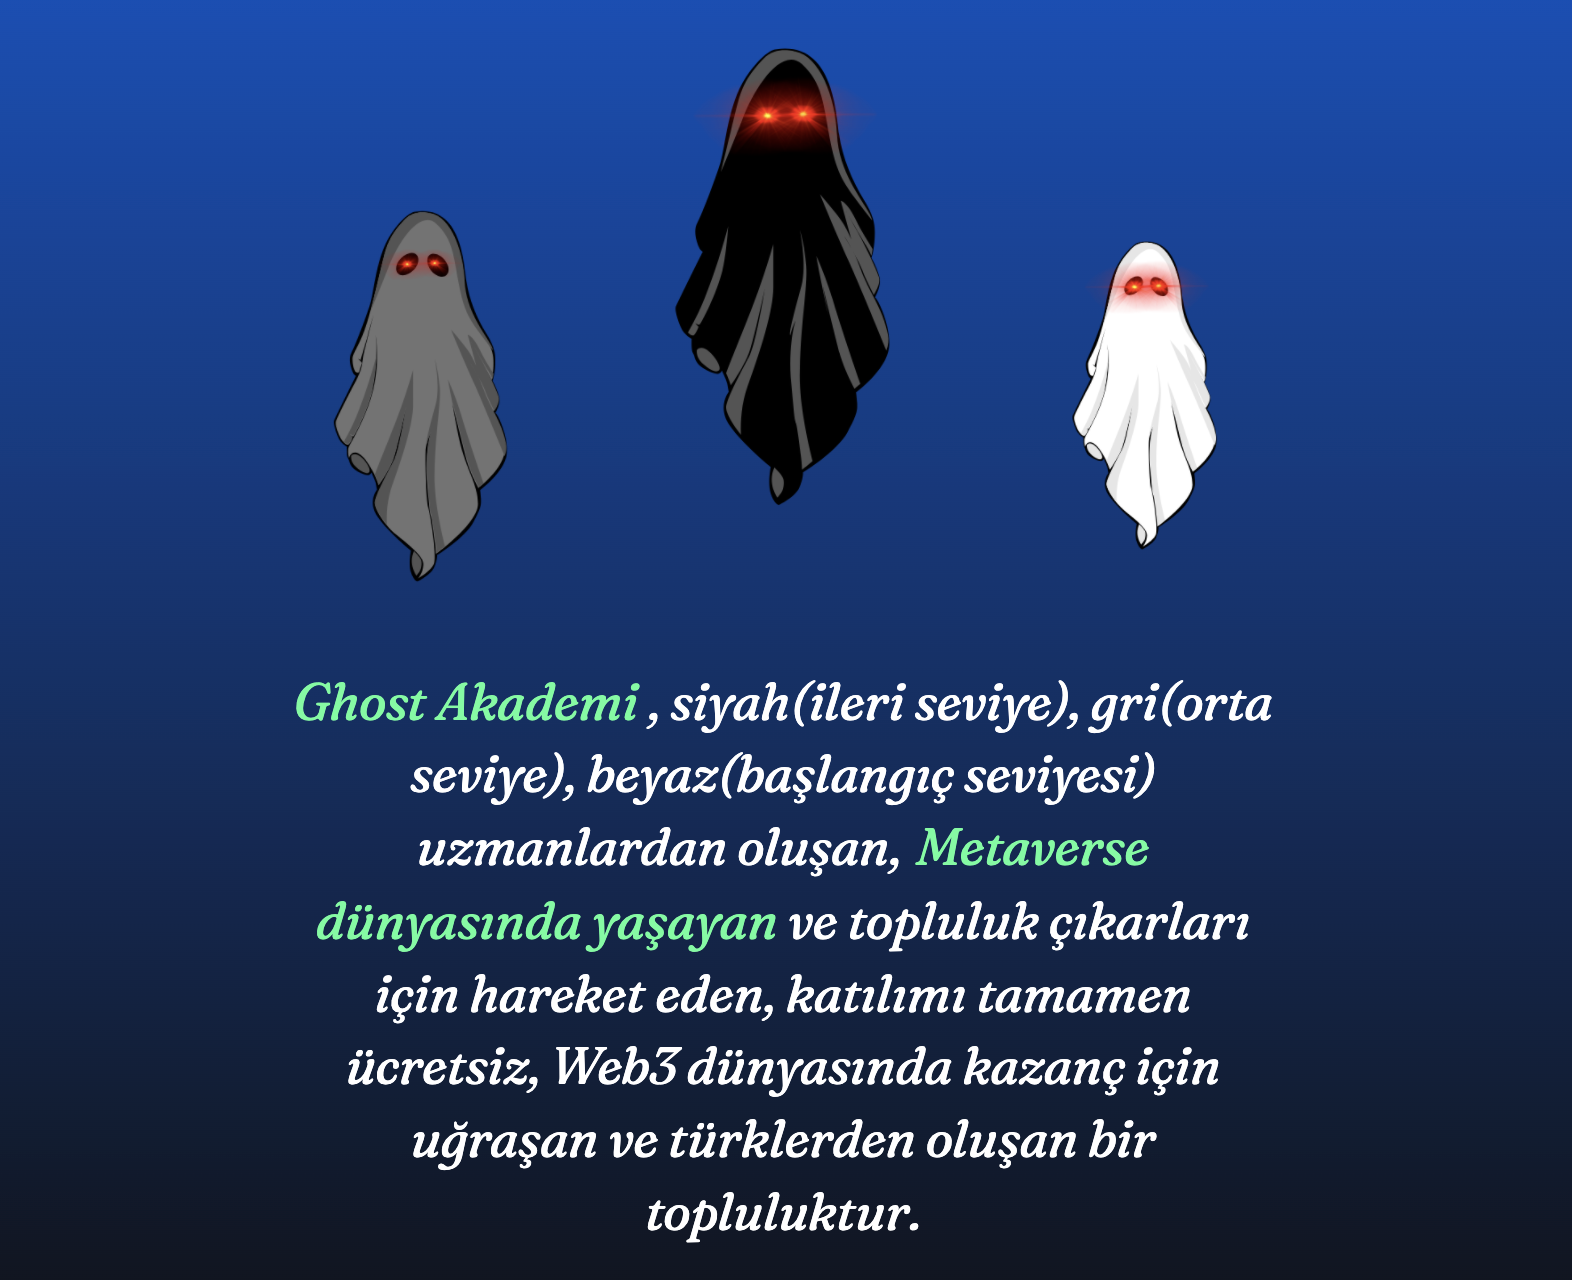 Ghost Akademi , siyah(ileri seviye), gri(orta
seviye), beyaz(başlangıç seviyesi)
uzmanlardan oluşan, Metaverse
dünyasında yaşayan ve topluluk çıkarları
için hareket eden, katılımı tamamen
ücretsiz, Web3 dünyasında kazanç için
uğraşan ve türklerden oluşan bir
topluluktur.